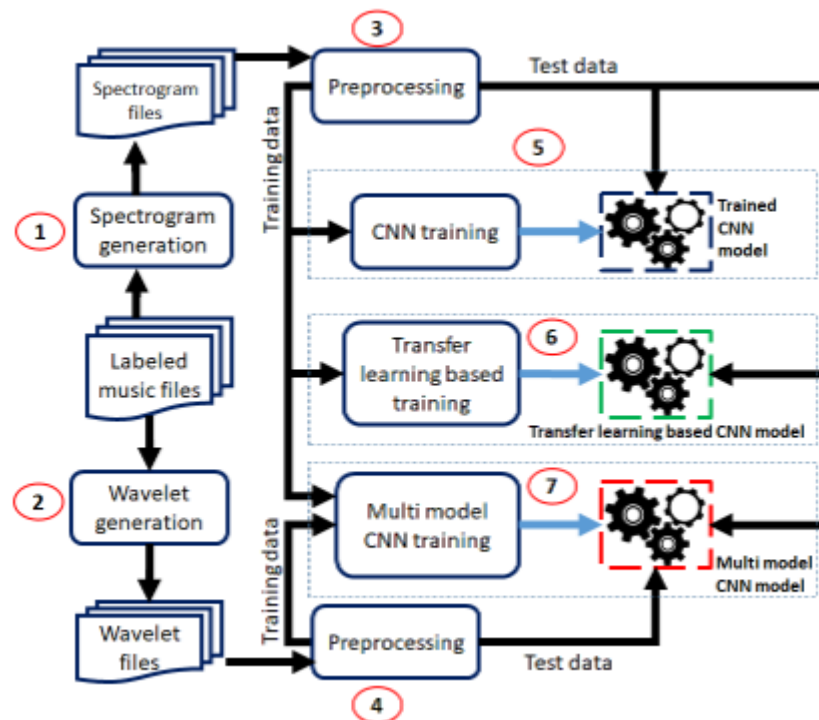 3
Spectrogram
files
Preprocessing
Test data
Training data
5
1
Spectrogram
generation
CNN training
Trained
CNN
model
Labeled
music files
Transfer
learning based
training
6
Transfer learning based CNN model
2
Wavelet
generation
Multi model
CNN training
7
Multi model
CNN model
Training data
Wavelet
files
Preprocessing
Test data
4